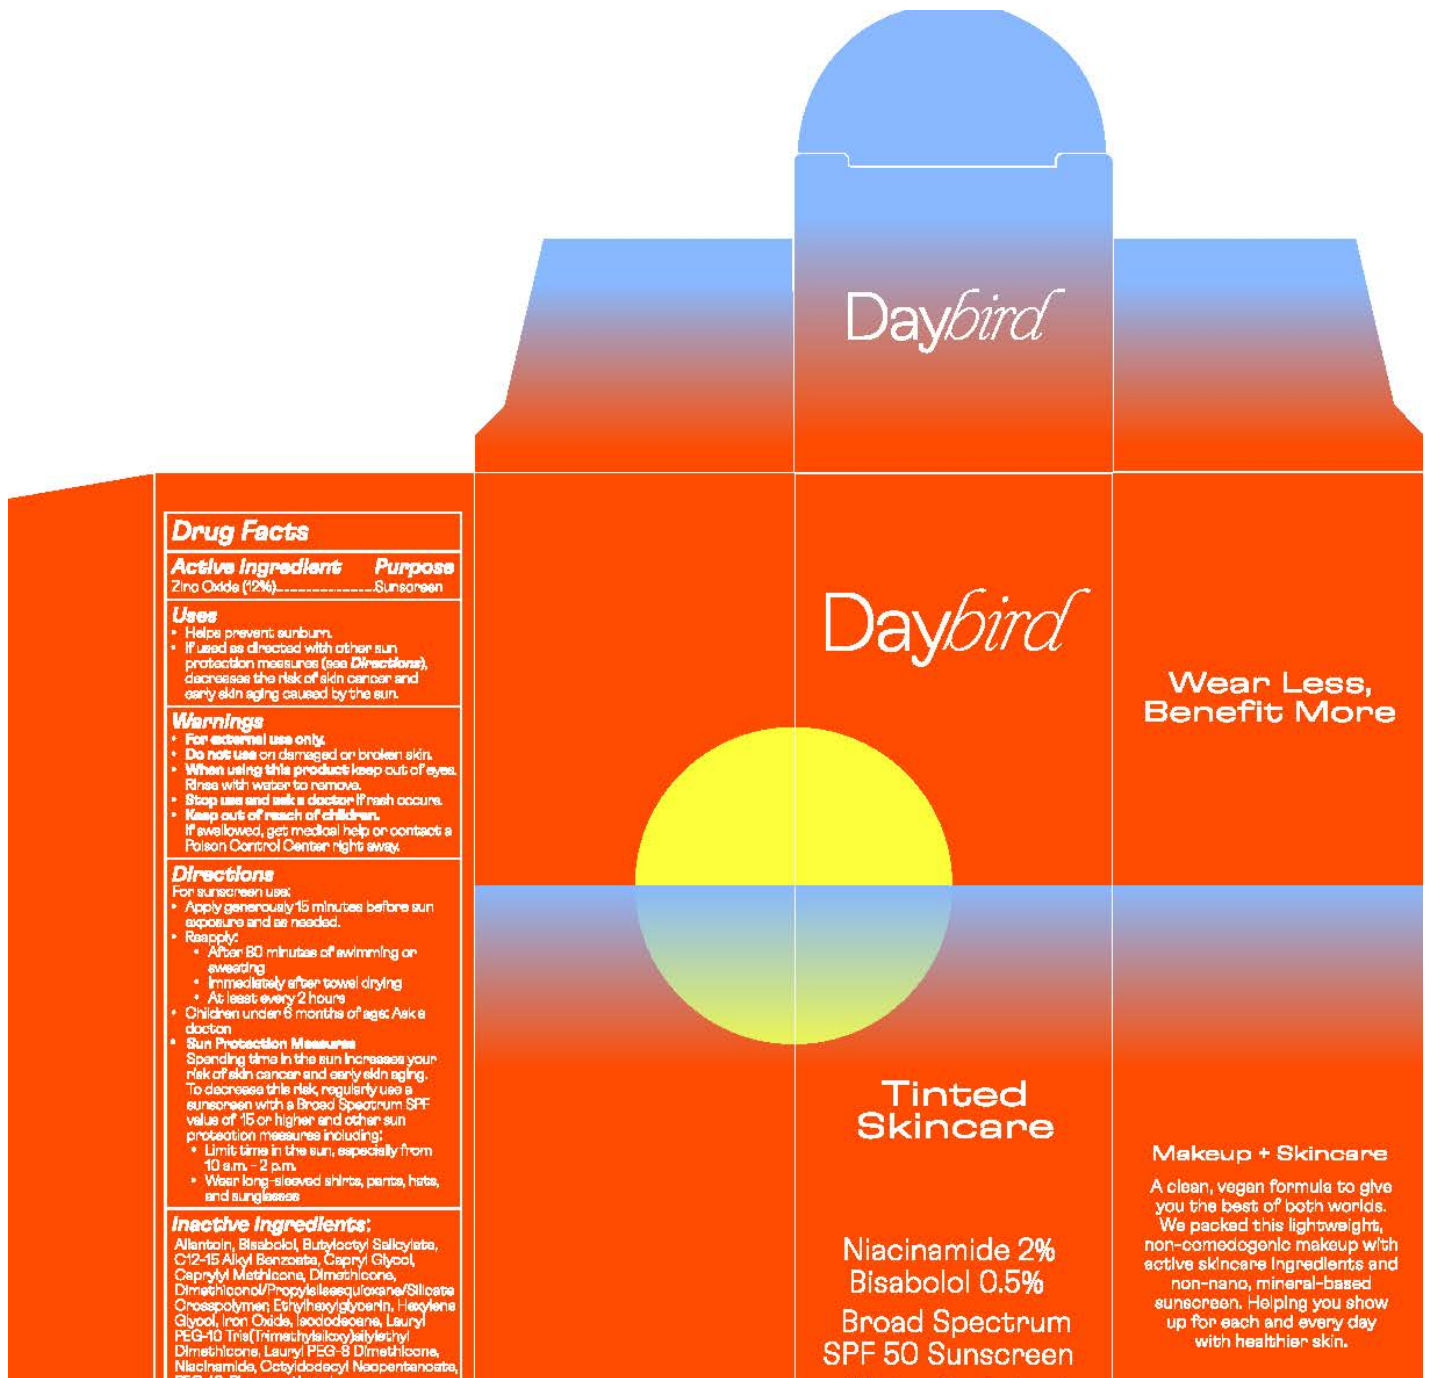 Daybird
Drug Facts
Active Ingredient Purpose
Zinc Oxide (12%)........................Sunscreen
Uses
• Helps prevent sunburn.
• If used as directed with other sun
protection measures (see Directions),
decreases the risk of skin cancer and
early skin aging caused by the sun.
Warnings
• For external use only.
• Do not use on damaged or broken skin.
• When using this product keep out of eyes.
Rinse with water to remove.
• Stop use and ask a doctor if rash occurs.
• Keep out of reach of children.
If swallowed, get medical help or contact a
Poison Control Center right away.
Directions
For sunscreen use:
• Apply generously 15 minutes before sun
exposure and as needed.
• Reapply:
• After 80 minutes of swimming or
sweating
• Immediately after towel drying
• At least every 2 hours
• Children under 6 months of age: Ask a
doctor.
• Sun Protection Measures
Spending time in the sun increases your
risk of skin cancer and early skin aging.
To decrease this risk, regularly use a
sunscreen with a Broad Spectrum SPF
value of 15 or higher and other sun
protection measures including:
• Limit time in the sun, especially from
10 a.m. - 2 p.m.
• Wear long-sleeved shirts, pants, hats,
and sunglasses
Inactive Ingredients:
Allantoin, Bisabolol, Butyloctyl Salicylate,
C12-15 Alkyl Benzoate, Capryl Glycol,
Caprylyl Methicone, Dimethicone,
Dimethiconol/Propylsilsesquioxane/Silicate
Crosspolymer, Ethylhexylglycerin, Hexylene
Glycol, Iron Oxide, Isododecane, Lauryl
PEG-10 Tris(Trimethylsiloxy)silylethyl
Dimethicone, Lauryl PEG-8 Dimethicone,
Niacinamide, Octyldodecyl Neopentanoate,
Daybird
Tinted
Skincare
Niacinamide 2%
Bisabolol 0.5%
Broad Spectrum
SPF 50 Sunscreen
Wear Less,
Benefit More
Makeup + Skincare
A clean, vegan formula to give
you the best of both worlds.
We packed this lightweight,
non-comedogenic makeup with
active skincare ingredients and
non-nano, mineral-based
sunscreen. Helping you show
up for each and every day
with healthier skin.